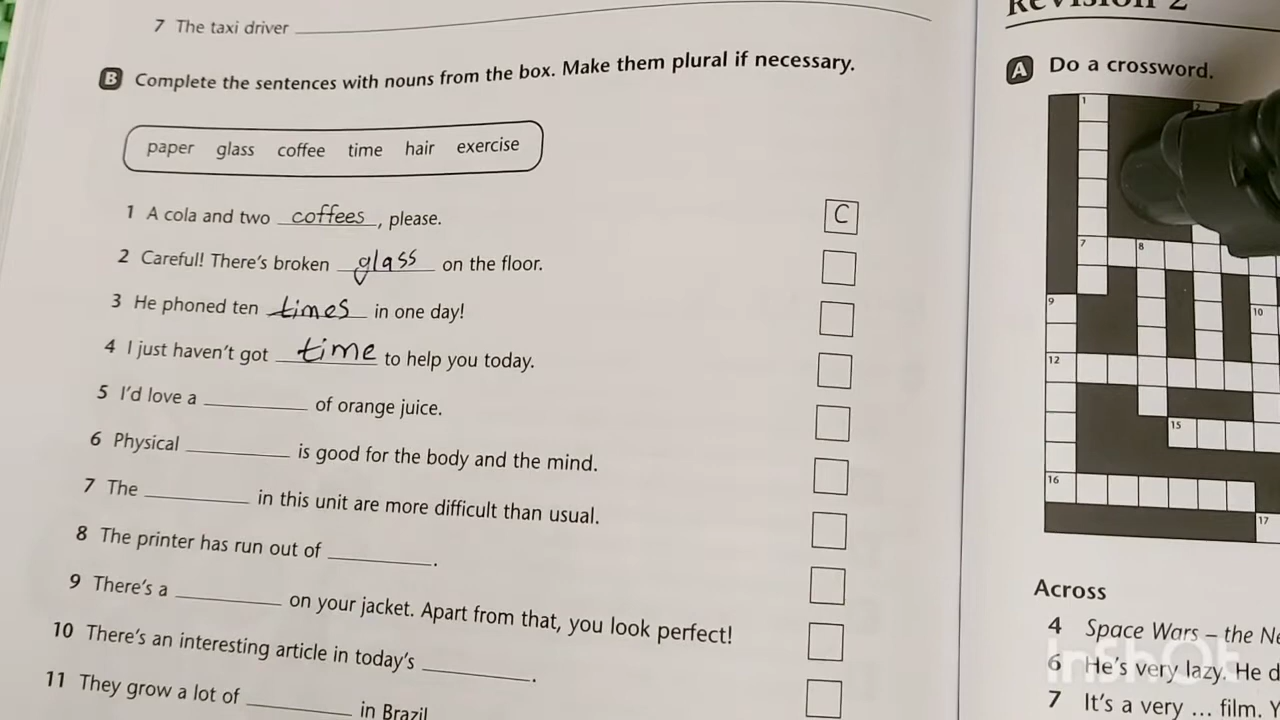 7 The taxi driver
B Complete the sentences with nouns from the box. Make them plural if necessary.
paper glass coffee time hair exercise
1 A cola and two coffees, please. C
2 Careful! There's broken glass on the floor.
3 He phoned ten times in one day!
4 I just haven't got time to help you today.
5 I'd love a of orange juice.
6 Physical is good for the body and the mind.
7 The in this unit are more difficult than usual.
8 The printer has run out of .
9 There's a on your jacket. Apart from that, you look perfect!
10 There's an interesting article in today's .
11 They grow a lot of in Brazil
Revision 2
A Do a crossword.
1
7 8
9 10
12
15
16
17
Across
4 Space Wars – the
6 He's very lazy. He
7 It's a very ... film.
InShOt